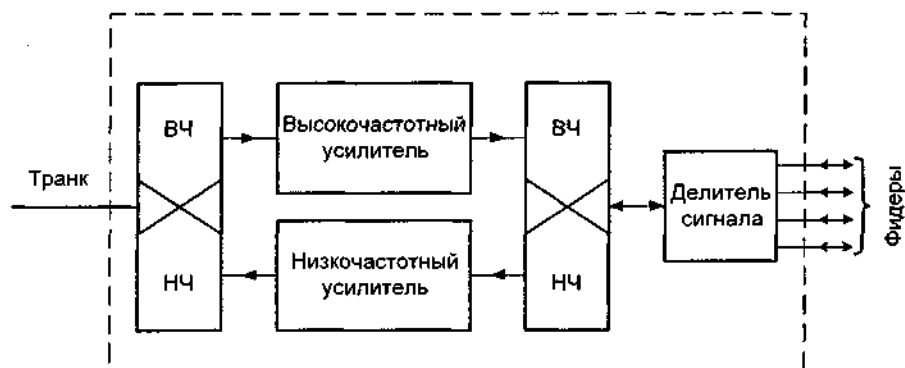 ВЧ
Высокочастотный
усилитель
ВЧ
Транк
Делитель
сигнала
Фидеры
НЧ
Низкочастотный
усилитель
НЧ